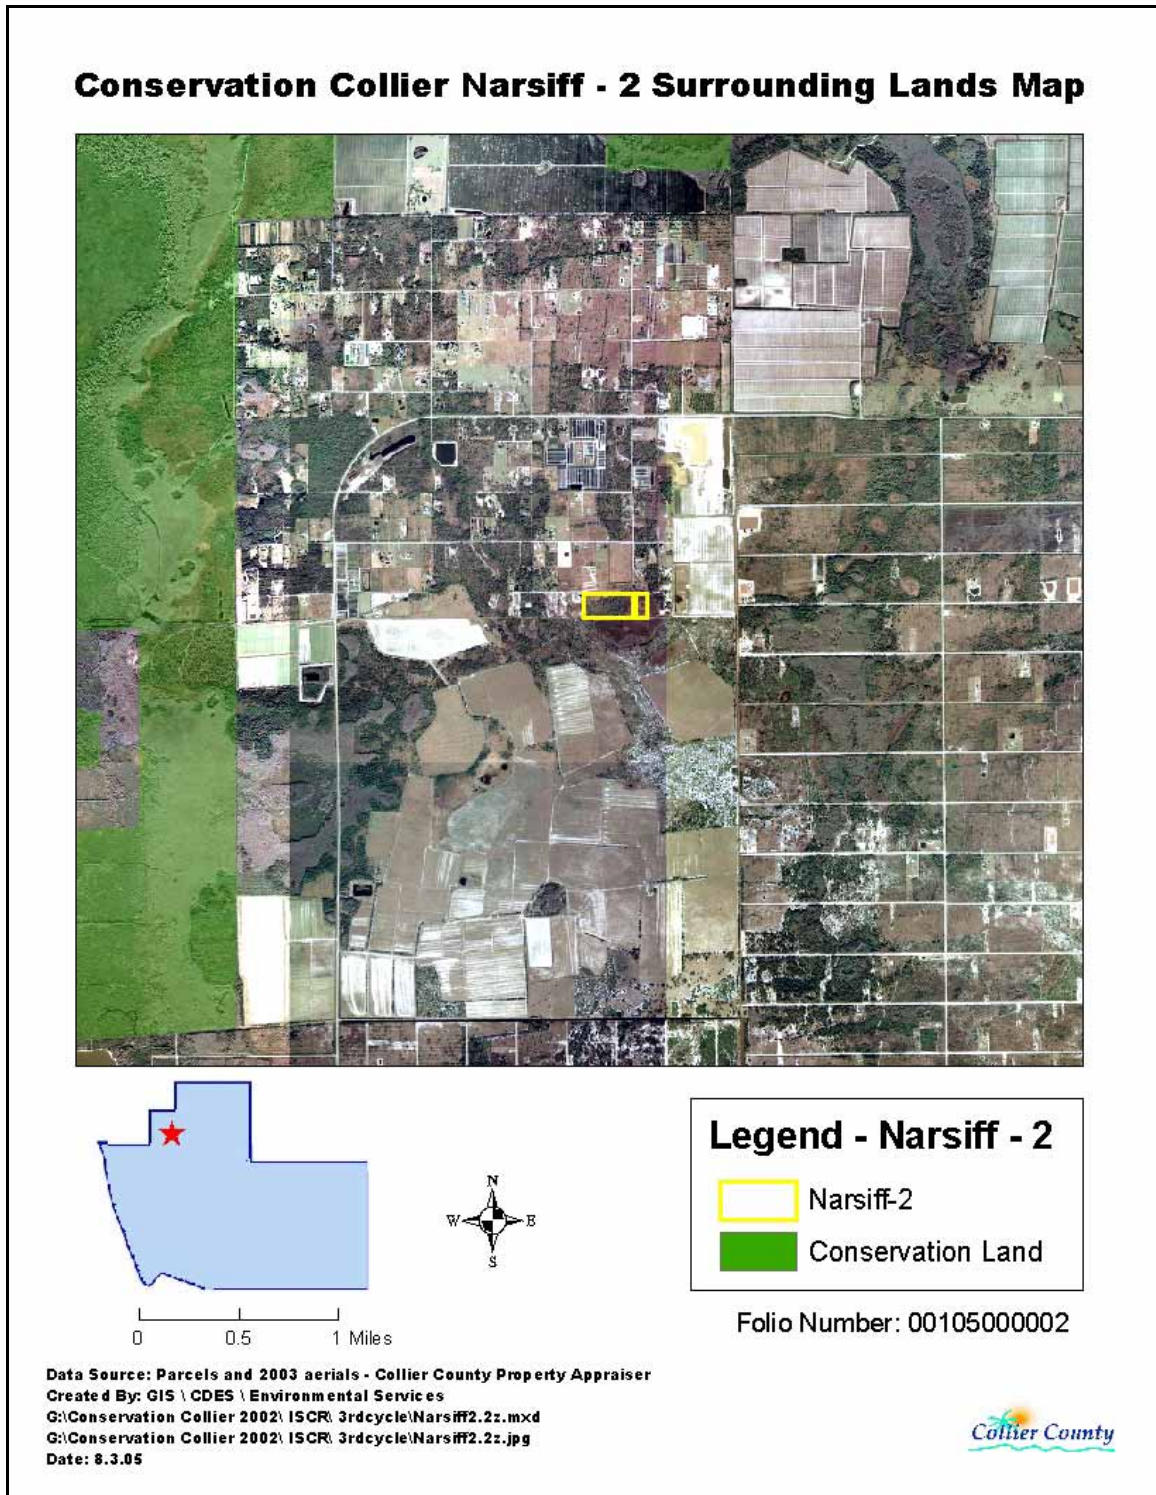 Conservation Collier Narsiff - 2 Surrounding Lands Map
Legend - Narsiff - 2
Narsiff-2
Conservation Land
N
W E
S
0 0.5 1 Miles
Folio Number: 00105000002
Data Source: Parcels and 2003 aerials - Collier County Property Appraiser
Created By: GIS \ CDES \ Environmental Services
G:\Conservation Collier 2002\ ISCR\ 3rdcycle\Narsiff2.2z.mxd
G:\Conservation Collier 2002\ ISCR\ 3rdcycle\Narsiff2.2z.jpg
Date: 8.3.05
Collier County